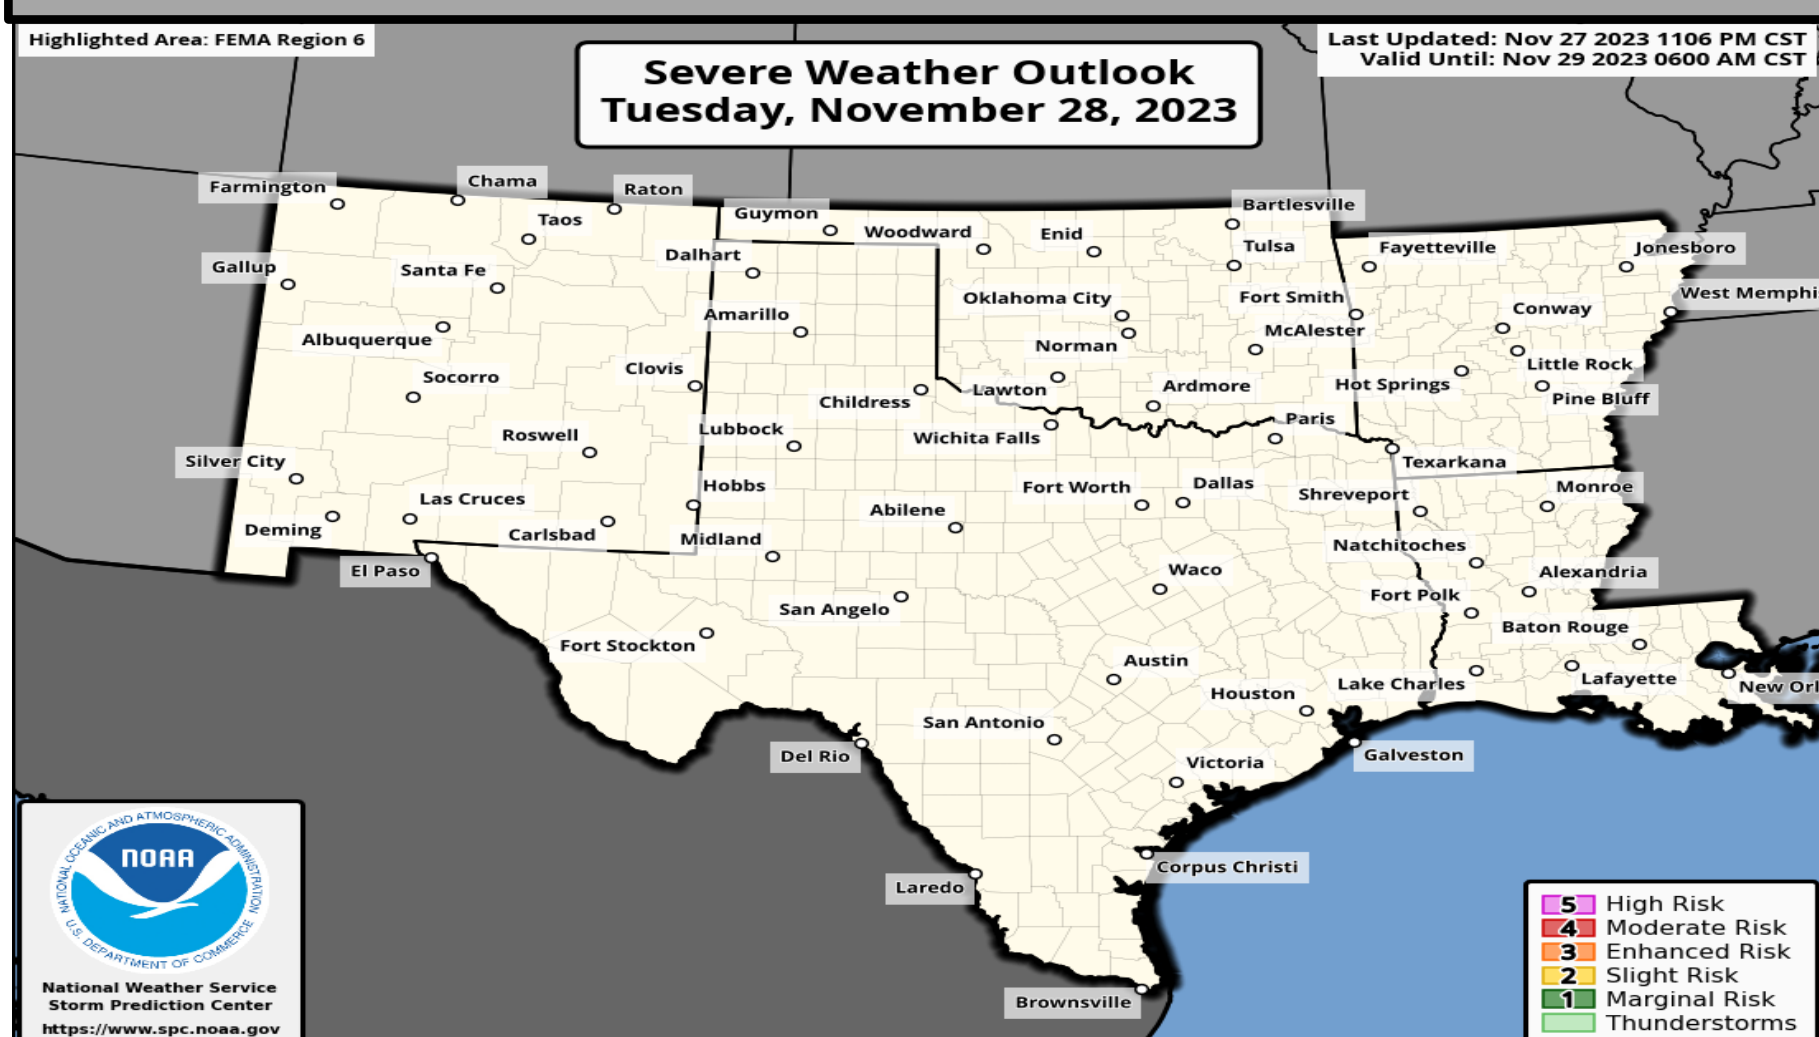 Highlighted Area: FEMA Region 6
Severe Weather Outlook
Tuesday, November 28, 2023
Last Updated: Nov 27 2023 1106 PM CST
Valid Until: Nov 29 2023 0600 AM CST
Farmington
Chama
Raton
Taos
Guymon
Woodward
Enid
Bartlesville
Tulsa
Fayetteville
Jonesboro
Gallup
Santa Fe
Dalhart
Oklahoma City
Fort Smith
Conway
West Memphi
Albuquerque
Amarillo
Norman
McAlester
Little Rock
Socorro
Clovis
Childress
Lawton
Ardmore
Hot Springs
Pine Bluff
Roswell
Lubbock
Wichita Falls
Paris
Texarkana
Silver City
Las Cruces
Hobbs
Fort Worth
Dallas
Shreveport
Monroe
Deming
Carlsbad
Midland
Abilene
Natchitoches
El Paso
Waco
Alexandria
San Angelo
Fort Polk
Fort Stockton
Baton Rouge
Austin
Houston
Lake Charles
Lafayette
New Orl
San Antonio
Del Rio
Victoria
Galveston
Laredo
Corpus Christi
Brownsville
NATIONAL OCEANIC AND ATMOSPHERIC ADMINISTRATION
NOAA
U.S. DEPARTMENT OF COMMERCE
National Weather Service
Storm Prediction Center
https://www.spc.noaa.gov
5 High Risk
4 Moderate Risk
3 Enhanced Risk
2 Slight Risk
1 Marginal Risk
Thunderstorms